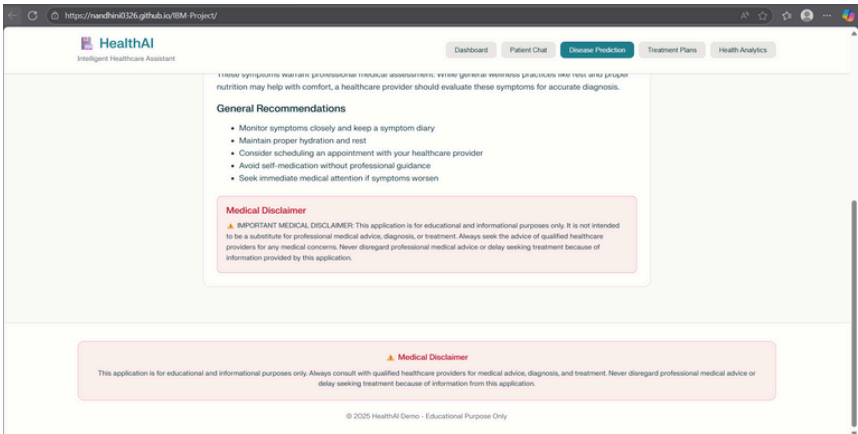 https://nandhini0326.github.io/IBM-Project/
HealthAI
Intelligent Healthcare Assistant
Dashboard
Patient Chat
Disease Prediction
Treatment Plans
Health Analytics
These symptoms warrant professional medical assessment. While general wellness practices like rest and proper
nutrition may help with comfort, a healthcare provider should evaluate these symptoms for accurate diagnosis.
General Recommendations
• Monitor symptoms closely and keep a symptom diary
• Maintain proper hydration and rest
• Consider scheduling an appointment with your healthcare provider
• Avoid self-medication without professional guidance
• Seek immediate medical attention if symptoms worsen
Medical Disclaimer
⚠ IMPORTANT MEDICAL DISCLAIMER: This application is for educational and informational purposes only. It is not intended
to be a substitute for professional medical advice, diagnosis, or treatment. Always seek the advice of qualified healthcare
providers for any medical concerns. Never disregard professional medical advice or delay seeking treatment because of
information provided by this application.
⚠ Medical Disclaimer
This application is for educational and informational purposes only. Always consult with qualified healthcare providers for medical advice, diagnosis, and treatment. Never disregard professional medical advice or
delay seeking treatment because of information from this application.
© 2025 HealthAI Demo - Educational Purpose Only